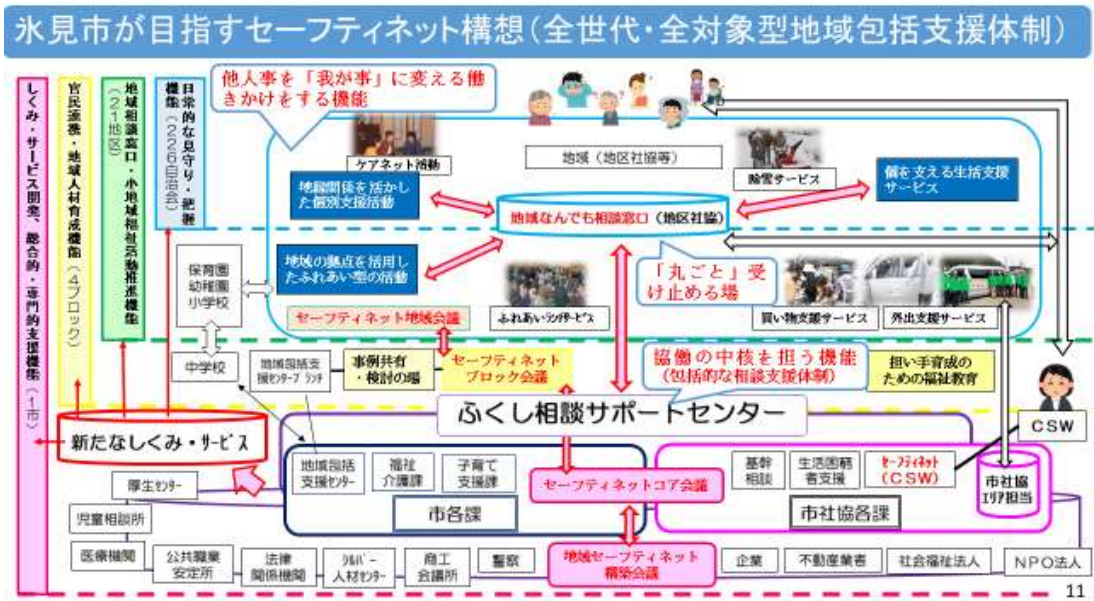 氷見市が目指すセーフティネット構想(全世代・全対象型地域包括支援体制)
しくみ・サービス開発、総合的・専門的支援機能(1市)
官民連携・地域人材育成機能(4ブロック)
地域相談窓口・小地域福祉活動推進機能
(21地区)
日常的な見守り・把握
機能(226自治会)
他人事を「我が事」に変える働
きかけをする機能
ケアネット活動
地域(地区社協等)
除雪サービス
地縁関係を活かし
た個別支援活動
個を支える生活支援
サービス
地域なんでも相談窓口(地区社協)
地域の拠点を活用し
たふれあい型の活動
保育園
幼稚園
小学校
「丸ごと」受
け止める場
セーフティネット地域会議
ふれあいランチサービス
買い物支援サービス
外出支援サービス
中学校
地域包括支
援センターブランチ
事例共有
・検討の場
セーフティネット
ブロック会議
協働の中核を担う機能
(包括的な相談支援体制)
担い手育成の
ための福祉教育
ふくし相談サポートセンター
CSW
新たなしくみ・サービス
地域包括
支援センター
福祉
介護課
子育て
支援課
セーフティネットコア会議
基幹
相談
生活困窮
者支援
セーフティネット
(CSW)
市社協
エリア担当
市各課
市社協各課
厚生センター
児童相談所
医療機関
公共職業
安定所
法律
関係機関
シルバー
人材センター
商工
会議所
警察
地域セーフティネット
構築会議
企業
不動産業者
社会福祉法人
NPO法人
11